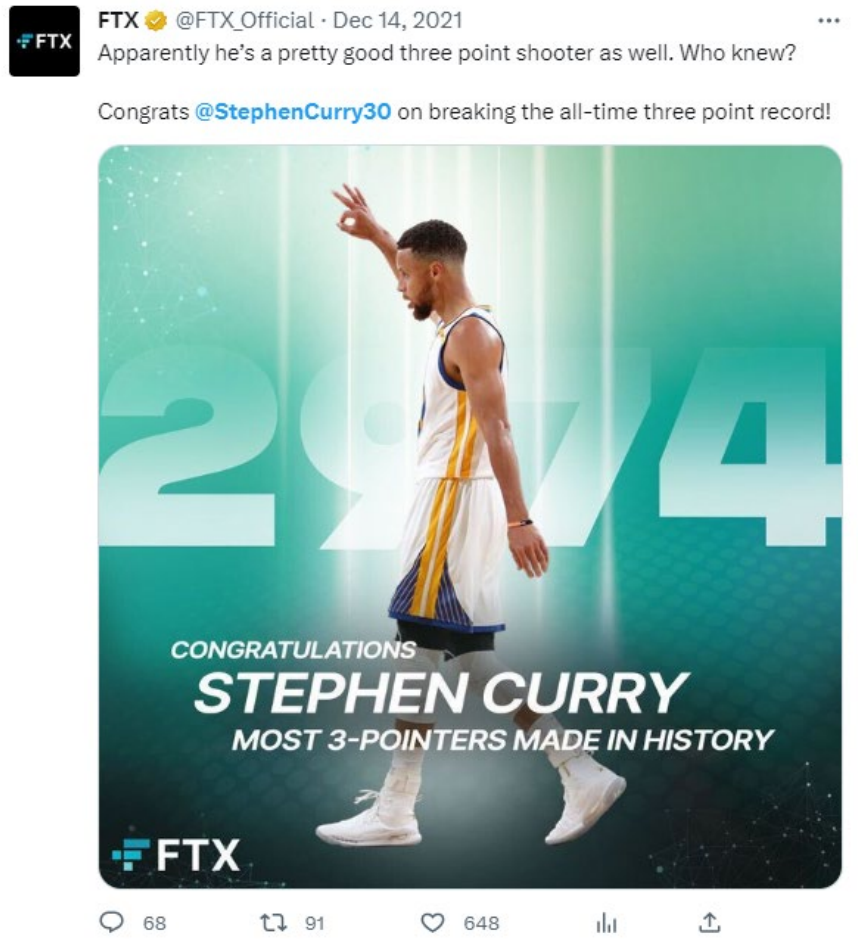 FTX @FTX_Official · Dec 14, 2021
FTX
Apparently he's a pretty good three point shooter as well. Who knew?
Congrats @StephenCurry30 on breaking the all-time three point record!
2974
CONGRATULATIONS
STEPHEN CURRY
MOST 3-POINTERS MADE IN HISTORY
FTX
68 91 648